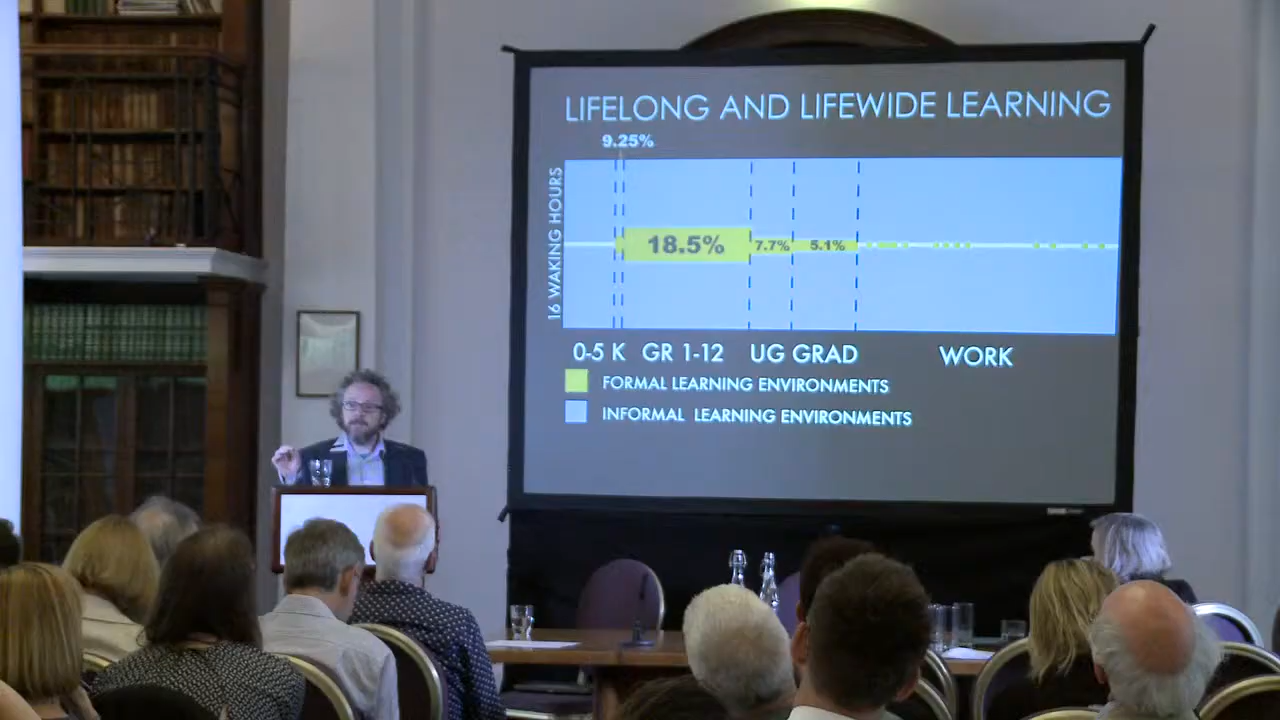 LIFELONG AND LIFEWIDE LEARNING
9.25%
16 WAKING HOURS
18.5%
7.7%
5.1%
0-5 K GR 1-12 UG GRAD WORK
FORMAL LEARNING ENVIRONMENTS
INFORMAL LEARNING ENVIRONMENTS